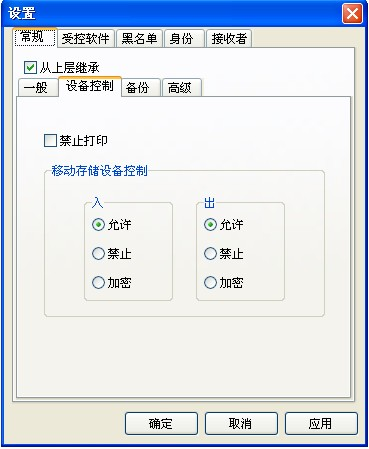 设置
常规 受控软件 黑名单 身份 接收者
从上层继承
一般 设备控制 备份 高级
禁止打印
移动存储设备控制
入 出
允许 允许
禁止 禁止
加密 加密
确定 取消 应用